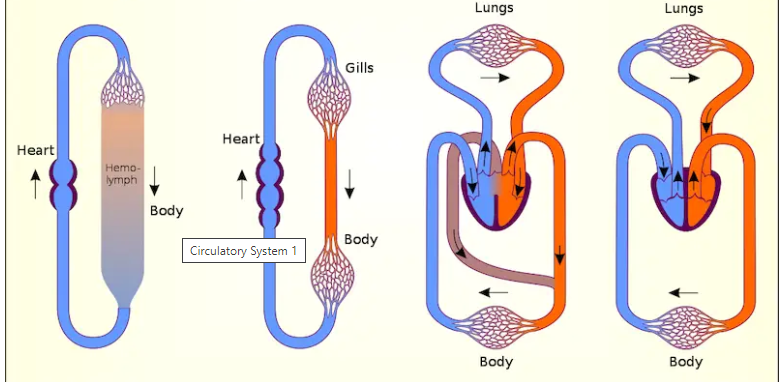 Heart
Hemo-
lymph
Body
Heart
Gills
Body
Circulatory System 1
Lungs
Body
Lungs
Body